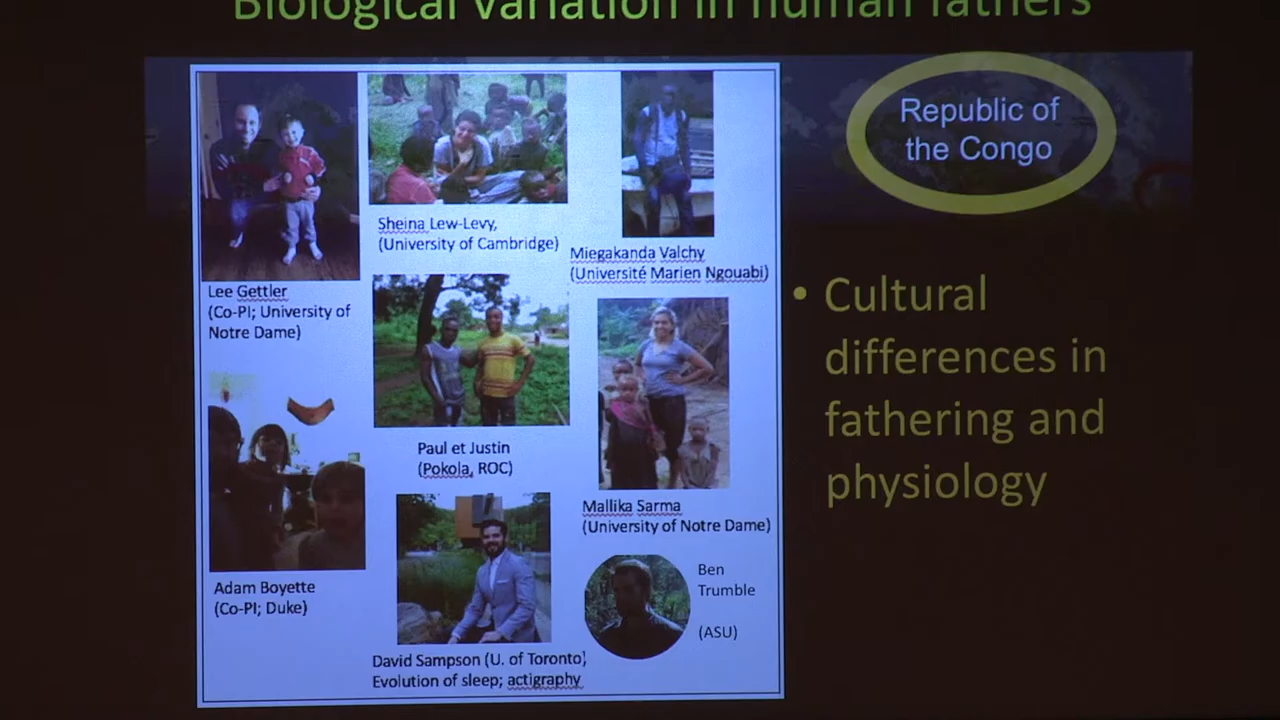 Biological variation in human fathers
Republic of
the Congo
Sheina Lew-Levy,
(University of Cambridge)
Miegakanda Valchy
(Université Marien Ngouabi)
Lee Gettler
(Co-PI; University of
Notre Dame)
• Cultural
differences in
fathering and
physiology
Paul et Justin
(Pokola, ROC)
Mallika Sarma
(University of Notre Dame)
Adam Boyette
(Co-PI; Duke)
Ben
Trumble
(ASU)
David Sampson (U. of Toronto)
Evolution of sleep; actigraphy